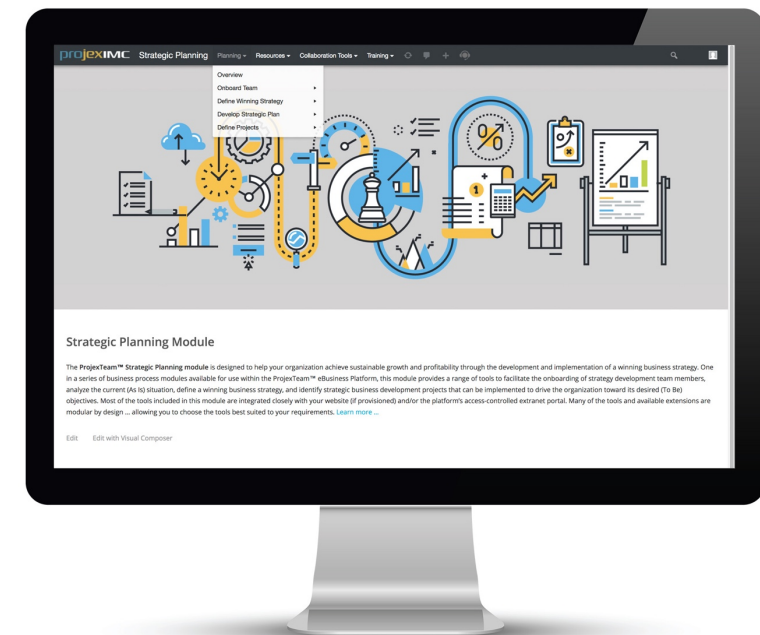 projexIMC Strategic Planning Planning Resources Collaboration Tools Training
Overview
Onboard Team
Define Winning Strategy
Develop Strategic Plan
Define Projects
%
1
Strategic Planning Module
The ProjexTeam™ Strategic Planning module is designed to help your organization achieve sustainable growth and profitability through the development and implementation of a winning business strategy. One
in a series of business process modules available for use within the ProjexTeam™ eBusiness Platform, this module provides a range of tools to facilitate the onboarding of strategy development team members,
analyze the current (As Is) situation, define a winning business strategy, and identify strategic business development projects that can be implemented to drive the organization toward its desired (To Be)
objectives. Most of the tools included in this module are integrated closely with your website (if provisioned) and/or the platform's access-controlled extranet portal. Many of the tools and available extensions are
modular by design ... allowing you to choose the tools best suited to your requirements. Learn more ...
Edit Edit with Visual Composer